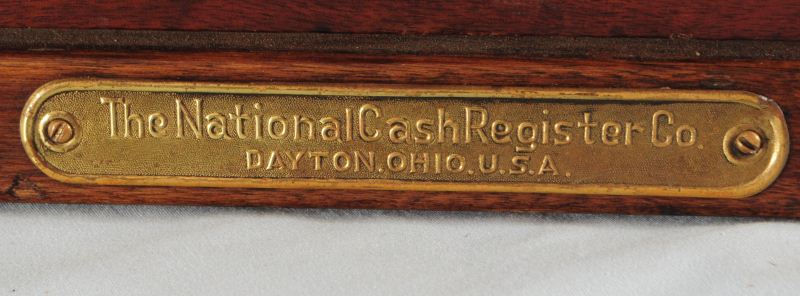 The National Cash Register Co.
DAYTON.OHIO.U.S.A.